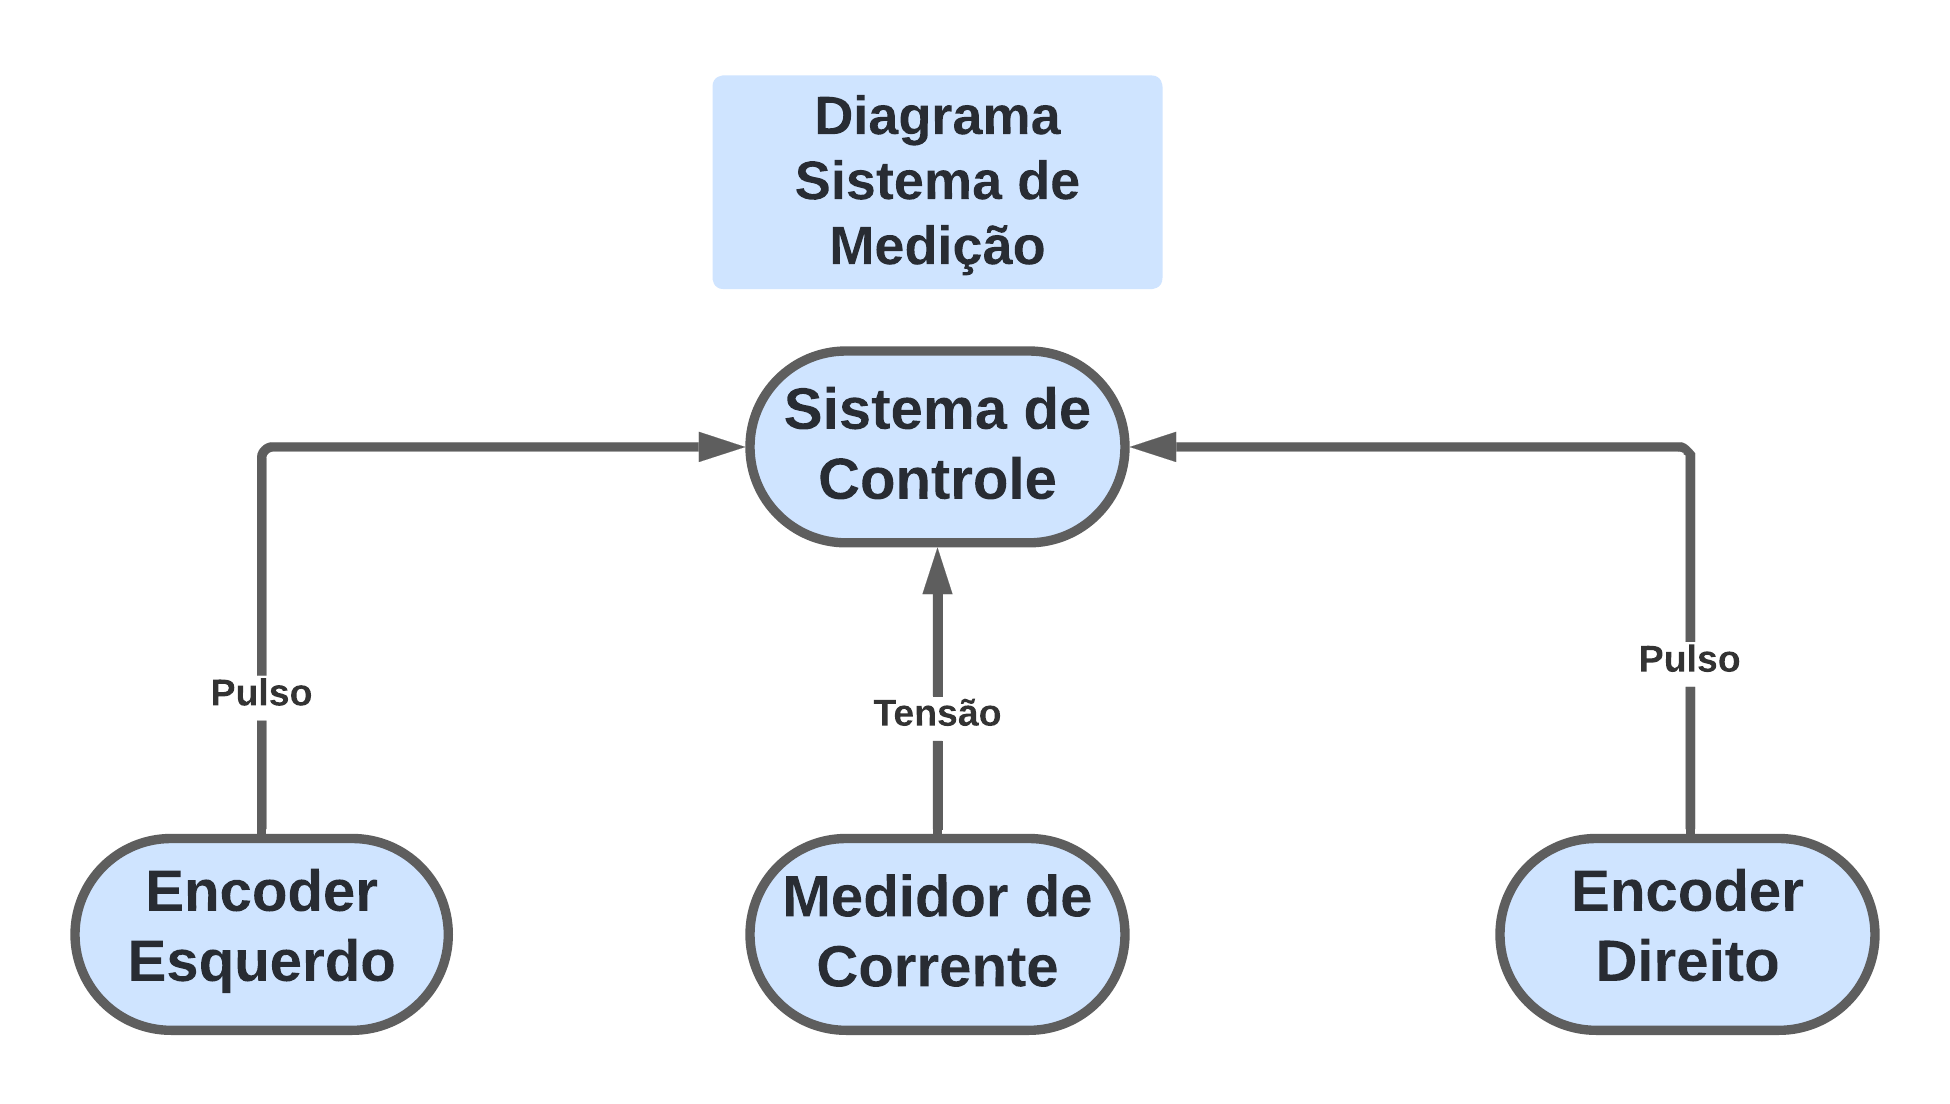 Diagrama
Sistema de
Medição
Sistema de
Controle
Pulso
Tensão
Pulso
Encoder
Esquerdo
Medidor de
Corrente
Encoder
Direito